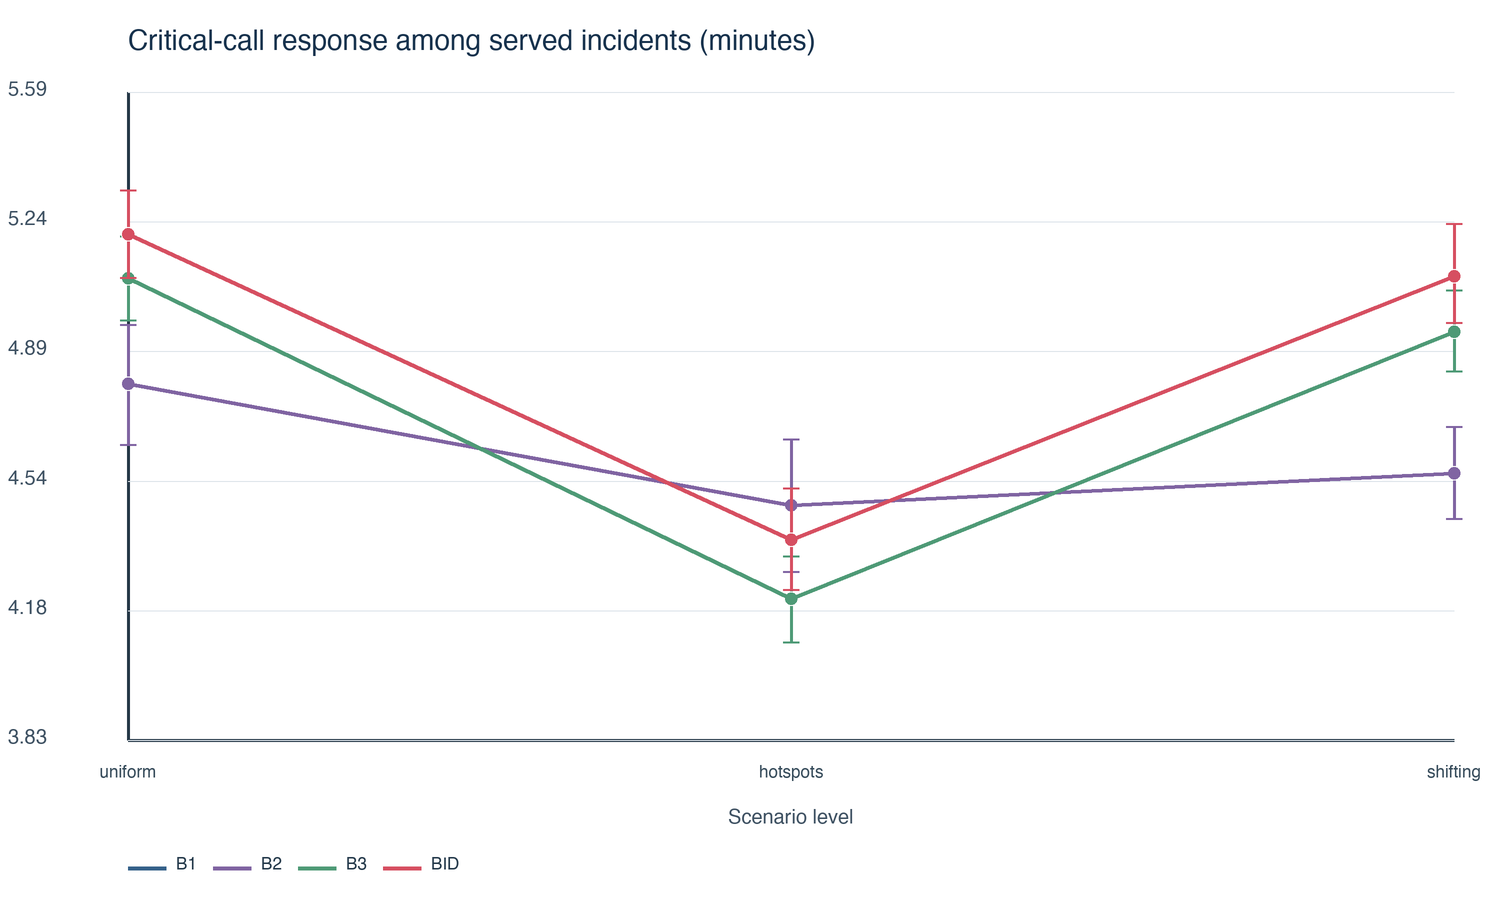 Critical-call response among served incidents (minutes)
5.59
5.24
4.89
4.54
4.18
3.83
uniform hotspots shifting
Scenario level
B1 B2 B3 BID